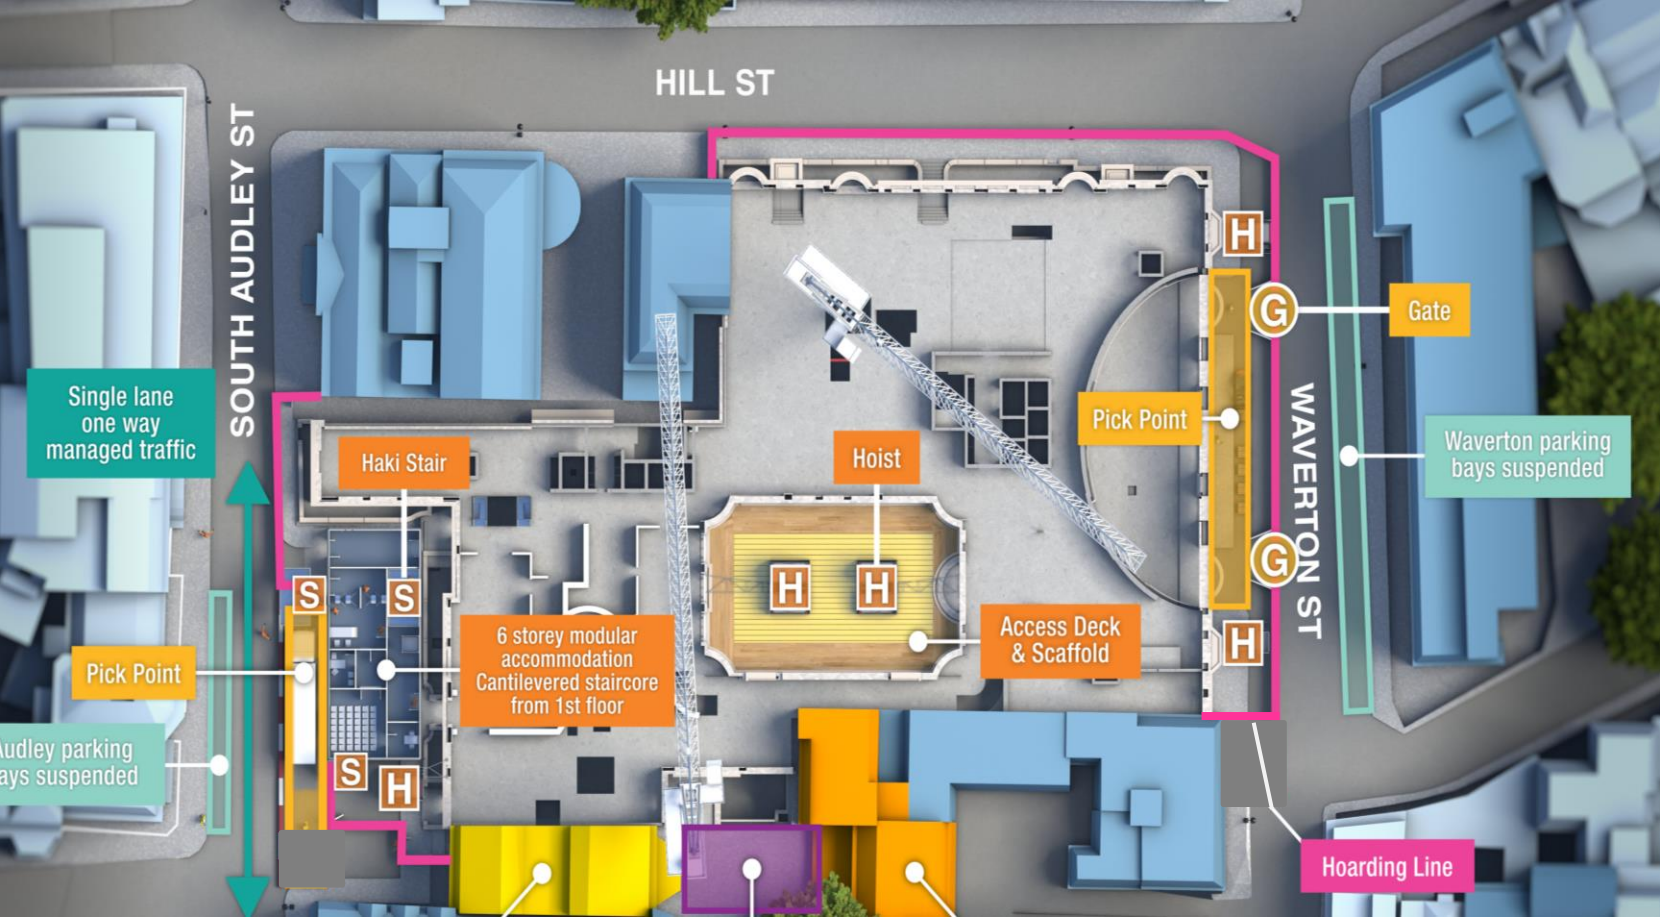 HILL ST
SOUTH AUDLEY ST
Single lane
one way
managed traffic
Haki Stair
Hoist
H
G
Gate
Pick Point
WAVERTON ST
Waverton parking
bays suspended
H
H
G
S
S
6 storey modular
accommodation
Cantilevered staircore
from 1st floor
Access Deck
& Scaffold
H
Pick Point
Audley parking
bays suspended
S
H
Hoarding Line